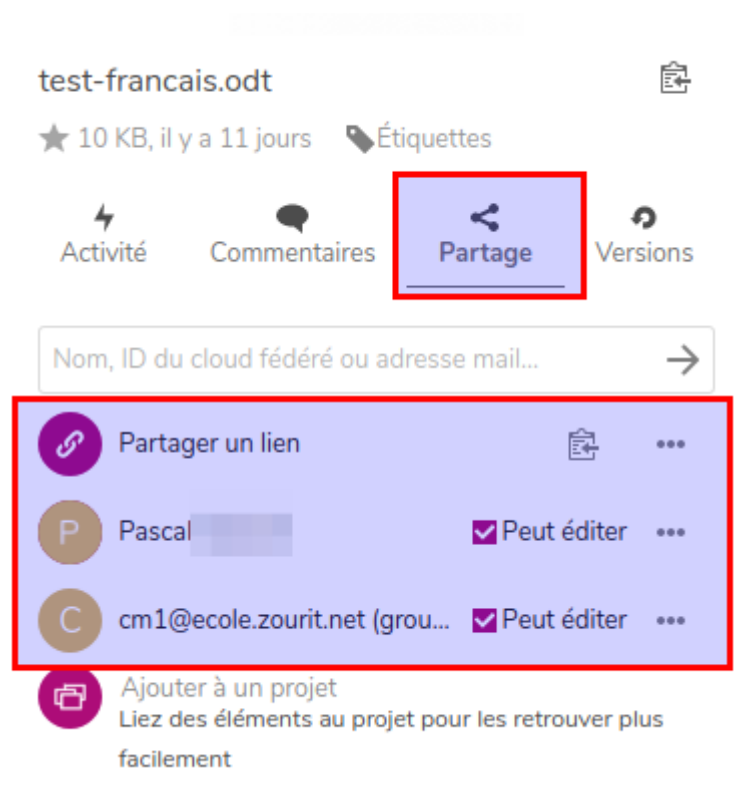 test-francais.odt
10 KB, il y a 11 jours Étiquettes
Activité Commentaires Partage Versions
Nom, ID du cloud fédéré ou adresse mail...
Partager un lien
P Pascal Peut éditer
C cm1@ecole.zourit.net (grou... Peut éditer
Ajouter à un projet
Liez des éléments au projet pour les retrouver plus
facilement